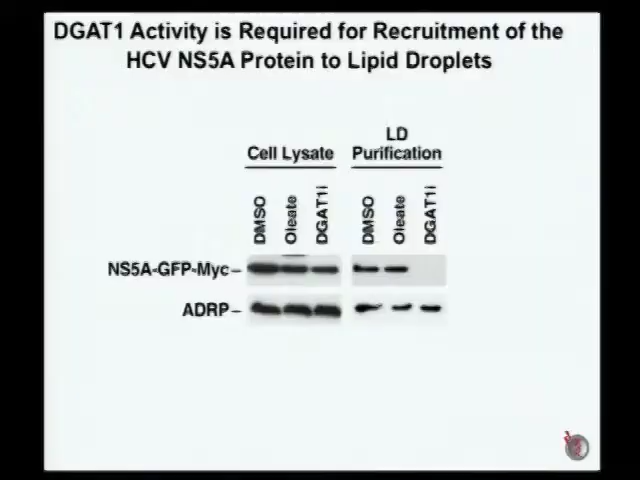 DGAT1 Activity is Required for Recruitment of the
HCV NS5A Protein to Lipid Droplets
LD
Cell Lysate Purification
DMSO Oleate DGAT1i DMSO Oleate DGAT1i
NS5A-GFP-Myc–
ADRP–